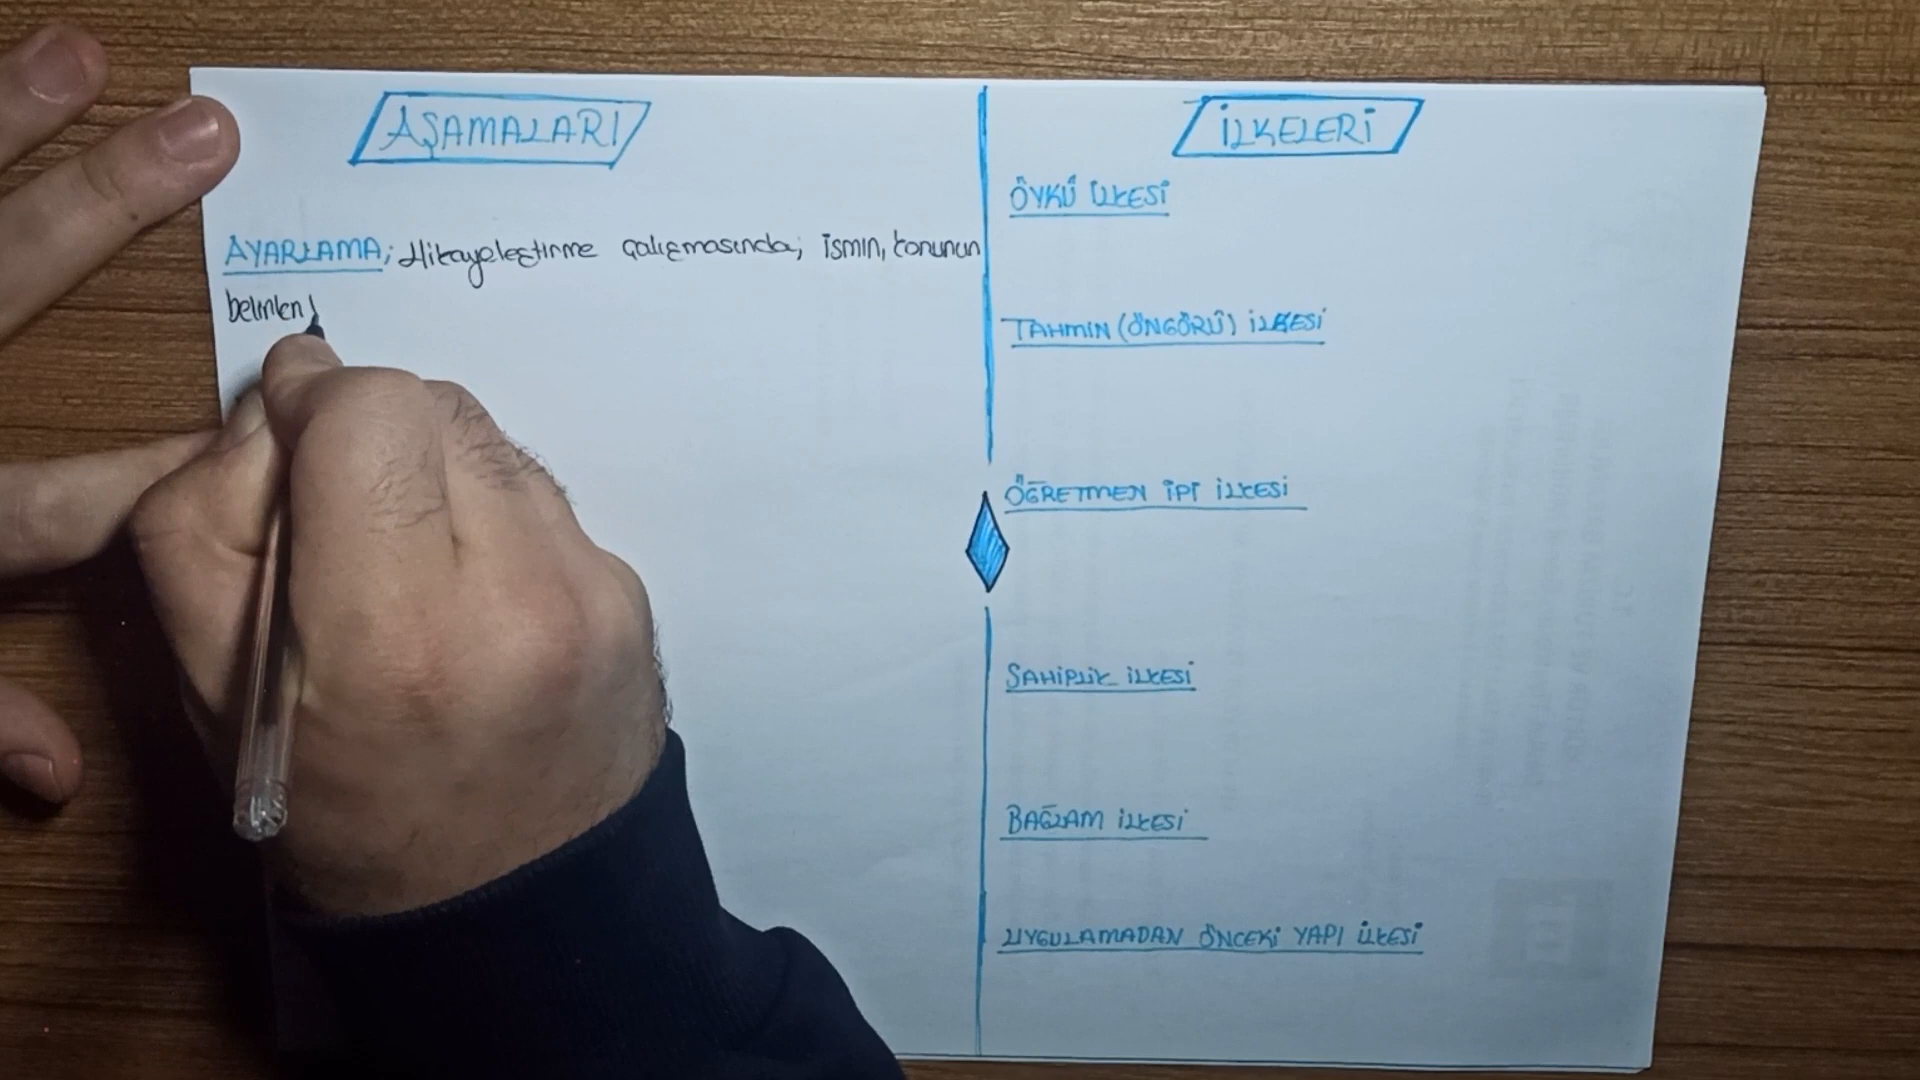 AŞAMALARI
AYARLAMA; Hikayeleştirme çalışmasında; ismin, konunun
belirlen
İLKELERİ
ÖYKÜ İLKESİ
TAHMİN (ÖNGÖRÜ) İLKESİ
ÖĞRETMEN İPİ İLKESİ
SAHİPLİK İLKESİ
BAĞLAM İLKESİ
UYGULAMADAN ÖNCEKİ YAPI İLKESİ